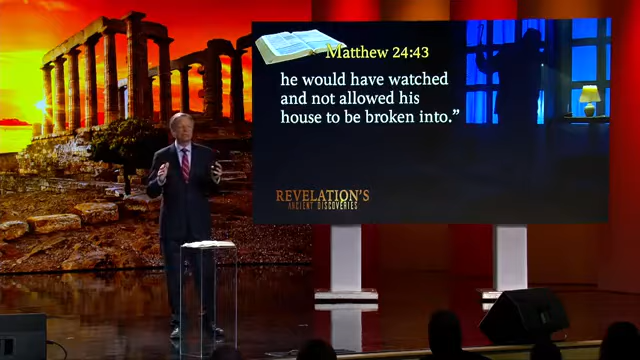 Matthew 24:43
he would have watched
and not allowed his
house to be broken into.”
REVELATION'S
ANCIENT DISCOVERIES